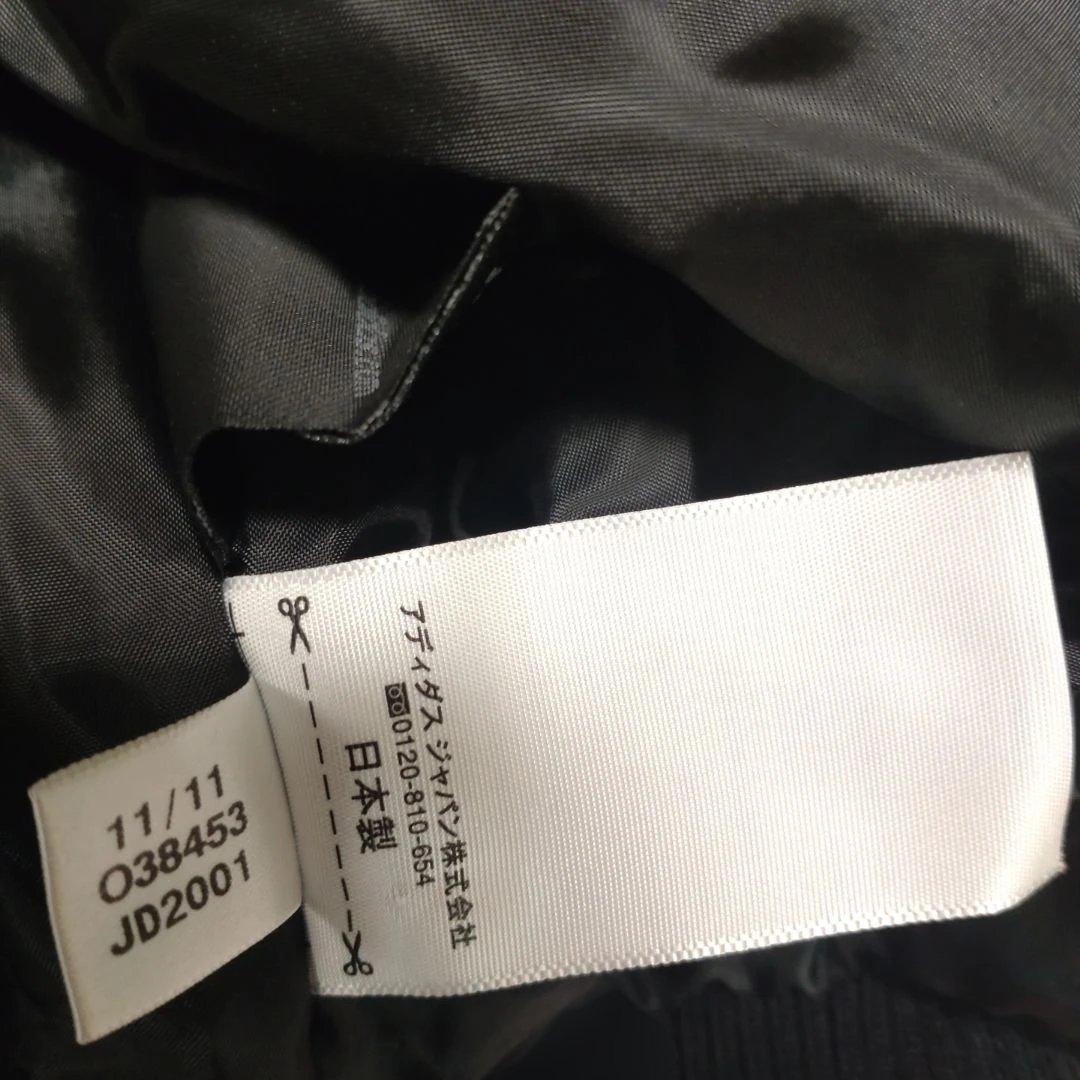 アディダス ジャパン株式会社
0120-810-654
日本製
11/11
O38453
JD2001